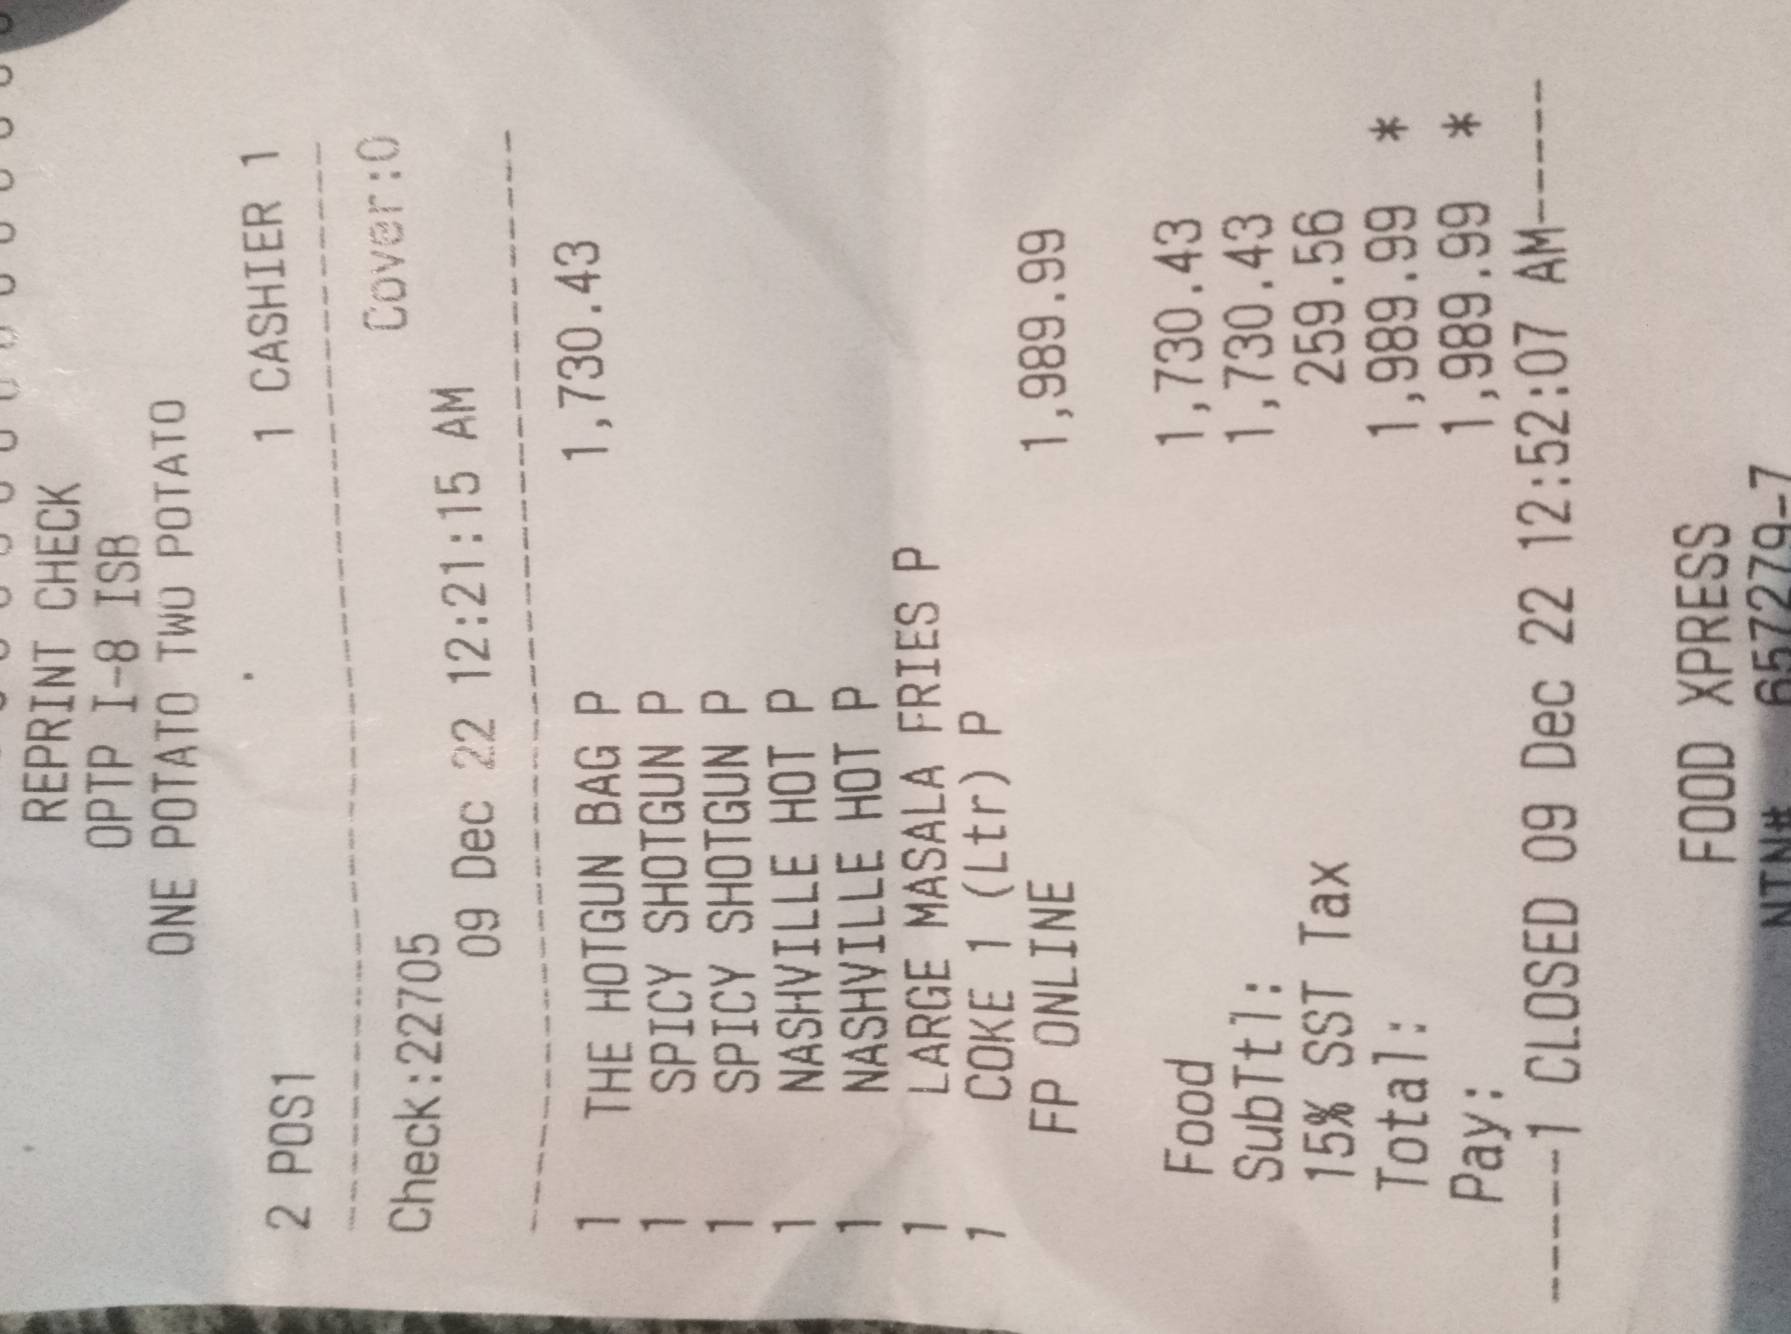 REPRINT CHECK
OPTP I-8 ISB
ONE POTATO TWO POTATO
2 POS1 1 CASHIER 1
Check:22705 Cover:0
09 Dec 22 12:21:15 AM
1 THE HOTGUN BAG P 1,730.43
1 SPICY SHOTGUN P
1 SPICY SHOTGUN P
1 NASHVILLE HOT P
1 NASHVILLE HOT P
1 LARGE MASALA FRIES P
1 COKE 1 (Ltr) P
FP ONLINE 1,989.99
Food 1,730.43
SubTtl: 1,730.43
15% SST Tax 259.56
Total: 1,989.99 *
Pay: 1,989.99 *
-----1 CLOSED 09 Dec 22 12:52:07 AM-----
FOOD XPRESS
NTN# 657279-7